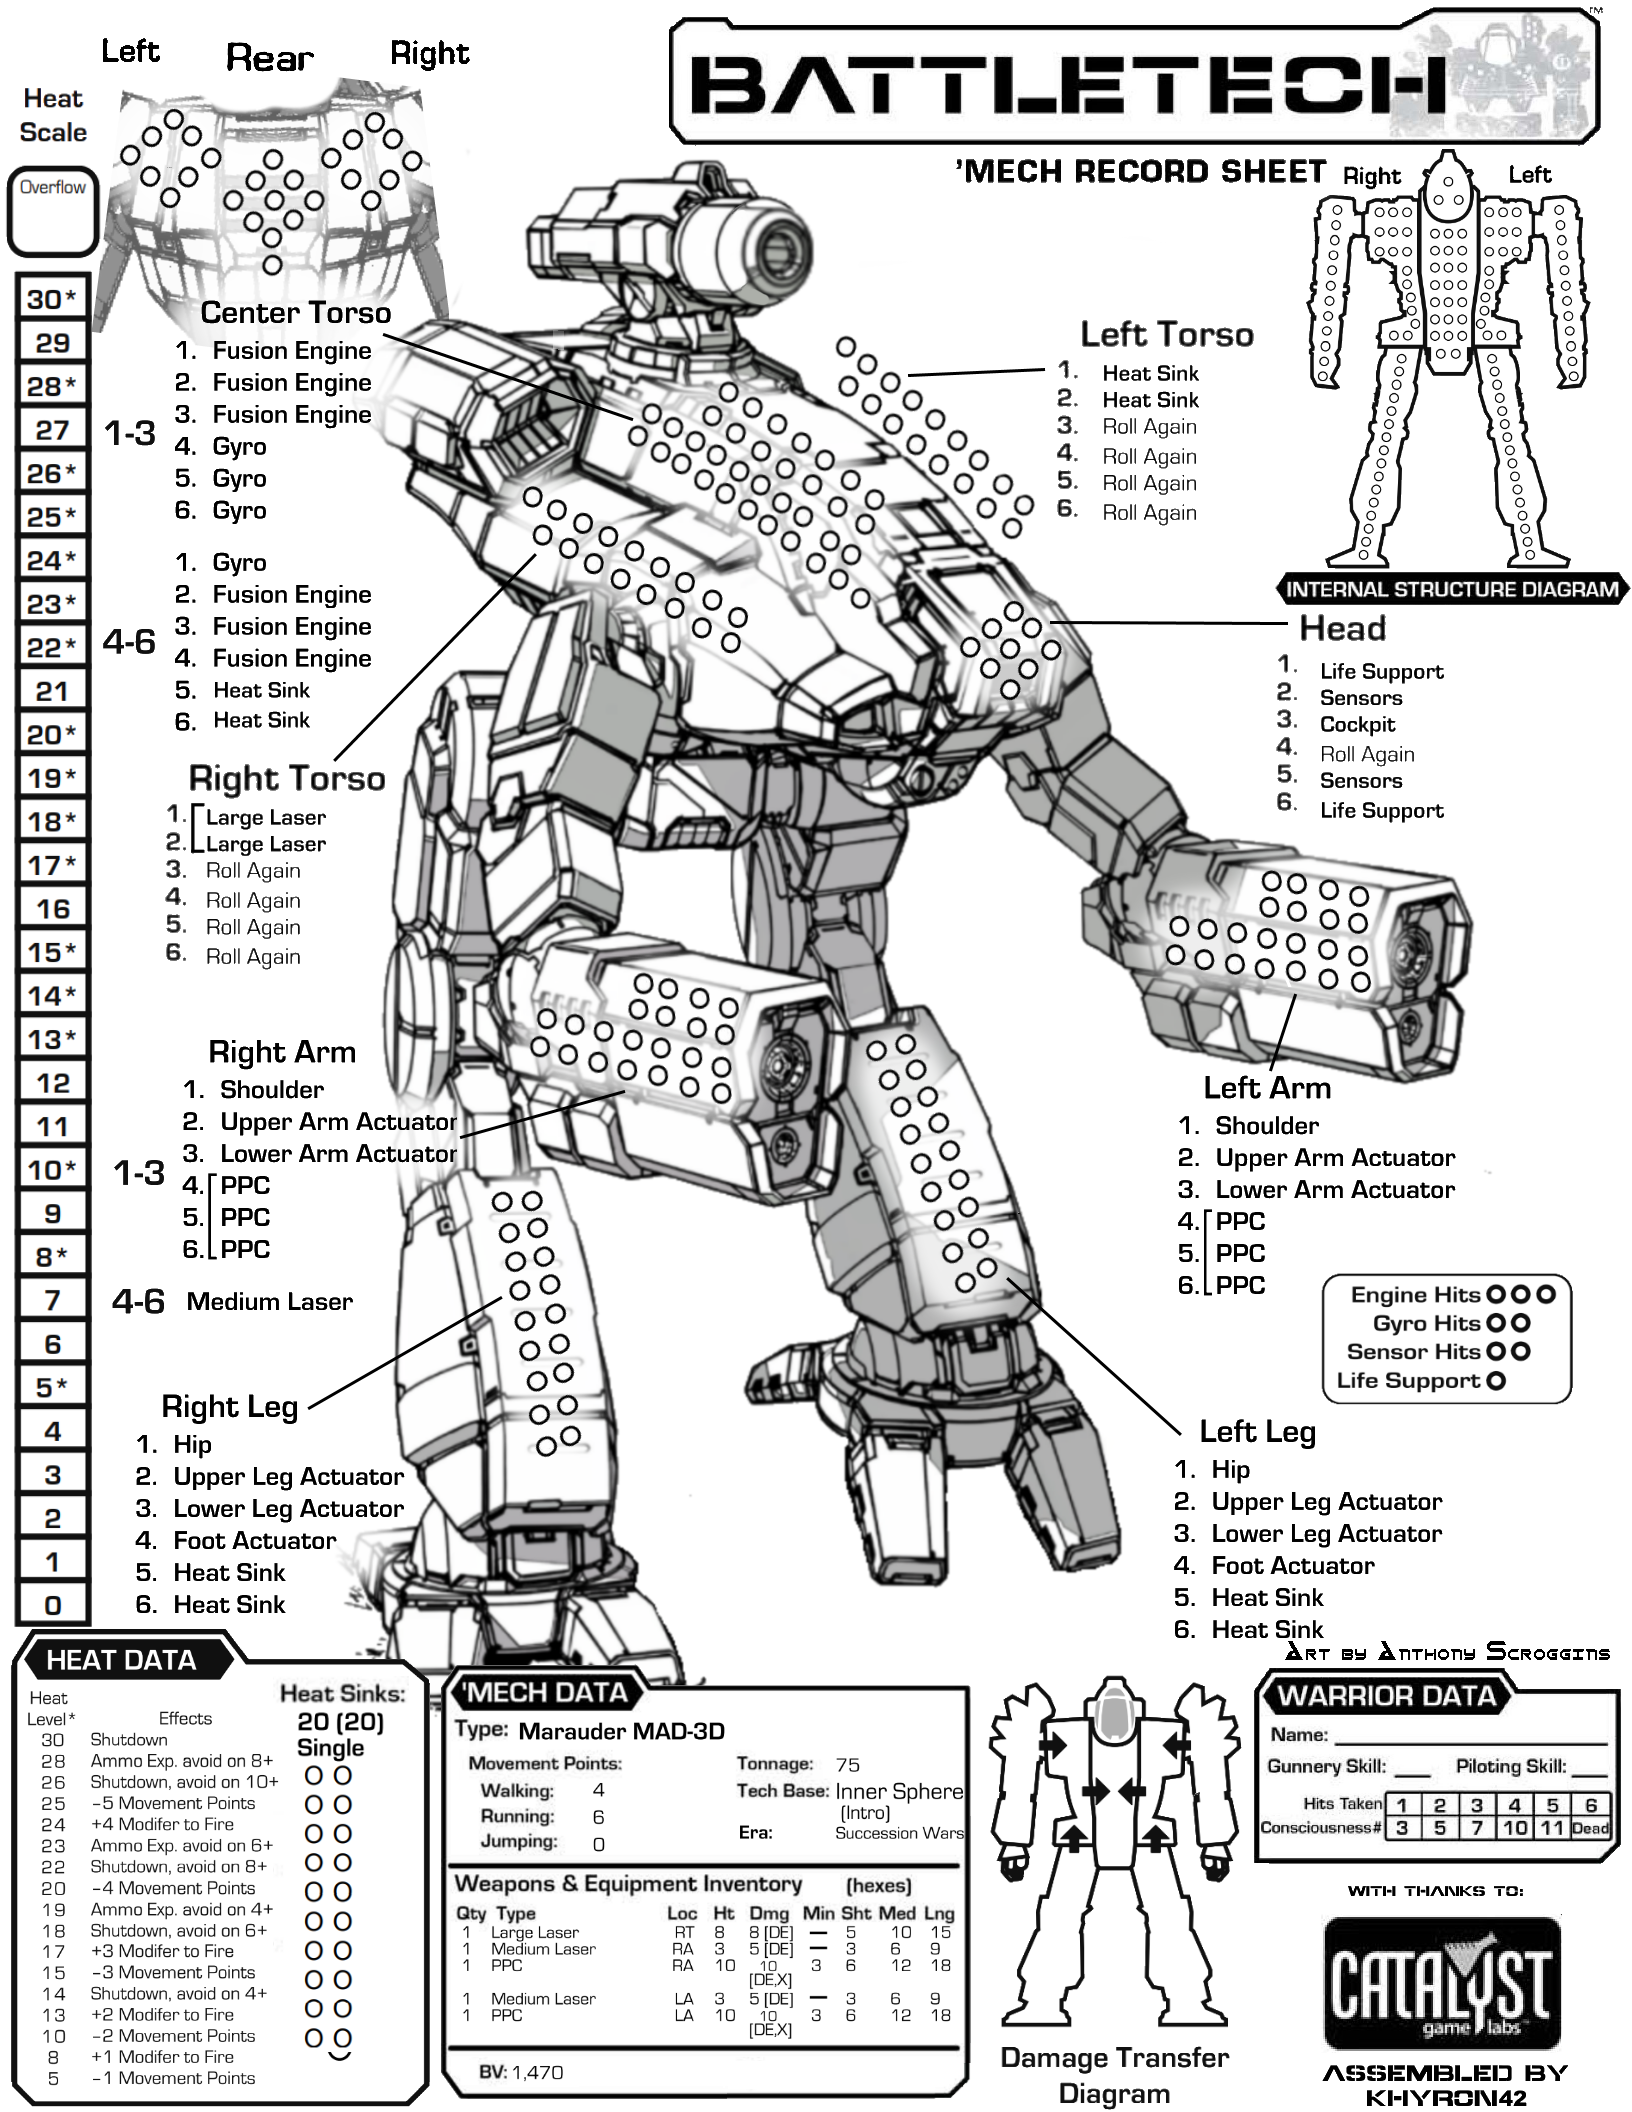 Left Rear Right
Heat
Scale
Overflow
30*
29
28*
27
26*
25*
24*
23*
22*
21
20*
19*
18*
17*
16
15*
14*
13*
12
11
10*
9
8*
7
6
5*
4
3
2
1
0
BATTLETECH
TM
'MECH RECORD SHEET
Right Left
INTERNAL STRUCTURE DIAGRAM
Center Torso
1-3
1. Fusion Engine
2. Fusion Engine
3. Fusion Engine
4. Gyro
5. Gyro
6. Gyro
4-6
1. Gyro
2. Fusion Engine
3. Fusion Engine
4. Fusion Engine
5. Heat Sink
6. Heat Sink
Left Torso
1. Heat Sink
2. Heat Sink
3. Roll Again
4. Roll Again
5. Roll Again
6. Roll Again
Head
1. Life Support
2. Sensors
3. Cockpit
4. Roll Again
5. Sensors
6. Life Support
Right Torso
1. Large Laser
2. Large Laser
3. Roll Again
4. Roll Again
5. Roll Again
6. Roll Again
Right Arm
1-3
1. Shoulder
2. Upper Arm Actuator
3. Lower Arm Actuator
4. PPC
5. PPC
6. PPC
4-6 Medium Laser
Left Arm
1. Shoulder
2. Upper Arm Actuator
3. Lower Arm Actuator
4. PPC
5. PPC
6. PPC
Engine Hits
Gyro Hits
Sensor Hits
Life Support
Right Leg
1. Hip
2. Upper Leg Actuator
3. Lower Leg Actuator
4. Foot Actuator
5. Heat Sink
6. Heat Sink
Left Leg
1. Hip
2. Upper Leg Actuator
3. Lower Leg Actuator
4. Foot Actuator
5. Heat Sink
6. Heat Sink
Art by Anthony Scroggins
HEAT DATA
Heat
Level* Effects
30 Shutdown
28 Ammo Exp. avoid on 8+
26 Shutdown, avoid on 10+
25 -5 Movement Points
24 +4 Modifer to Fire
23 Ammo Exp. avoid on 6+
22 Shutdown, avoid on 8+
20 -4 Movement Points
19 Ammo Exp. avoid on 4+
18 Shutdown, avoid on 6+
17 +3 Modifer to Fire
15 -3 Movement Points
14 Shutdown, avoid on 4+
13 +2 Modifer to Fire
10 -2 Movement Points
8 +1 Modifer to Fire
5 -1 Movement Points
Heat Sinks:
20 (20)
Single
'MECH DATA
Type: Marauder MAD-3D
Movement Points:
Walking: 4
Running: 6
Jumping: 0
Tonnage: 75
Tech Base: Inner Sphere
(Intro)
Era: Succession Wars
Weapons & Equipment Inventory (hexes)
Qty Type Loc Ht Dmg Min Sht Med Lng
1 Large Laser RT 8 8 [DE] — 5 10 15
1 Medium Laser RA 3 5 [DE] — 3 6 9
1 PPC RA 10 10 3 6 12 18
[DE,X]
1 Medium Laser LA 3 5 [DE] — 3 6 9
1 PPC LA 10 10 3 6 12 18
[DE,X]
BV: 1,470
Damage Transfer
Diagram
WARRIOR DATA
Name:
Gunnery Skill: Piloting Skill:
Hits Taken 1 2 3 4 5 6
Consciousness# 3 5 7 10 11 Dead
WITH THANKS TO:
CATALYST
game labs
ASSEMBLED BY
KHYRON42